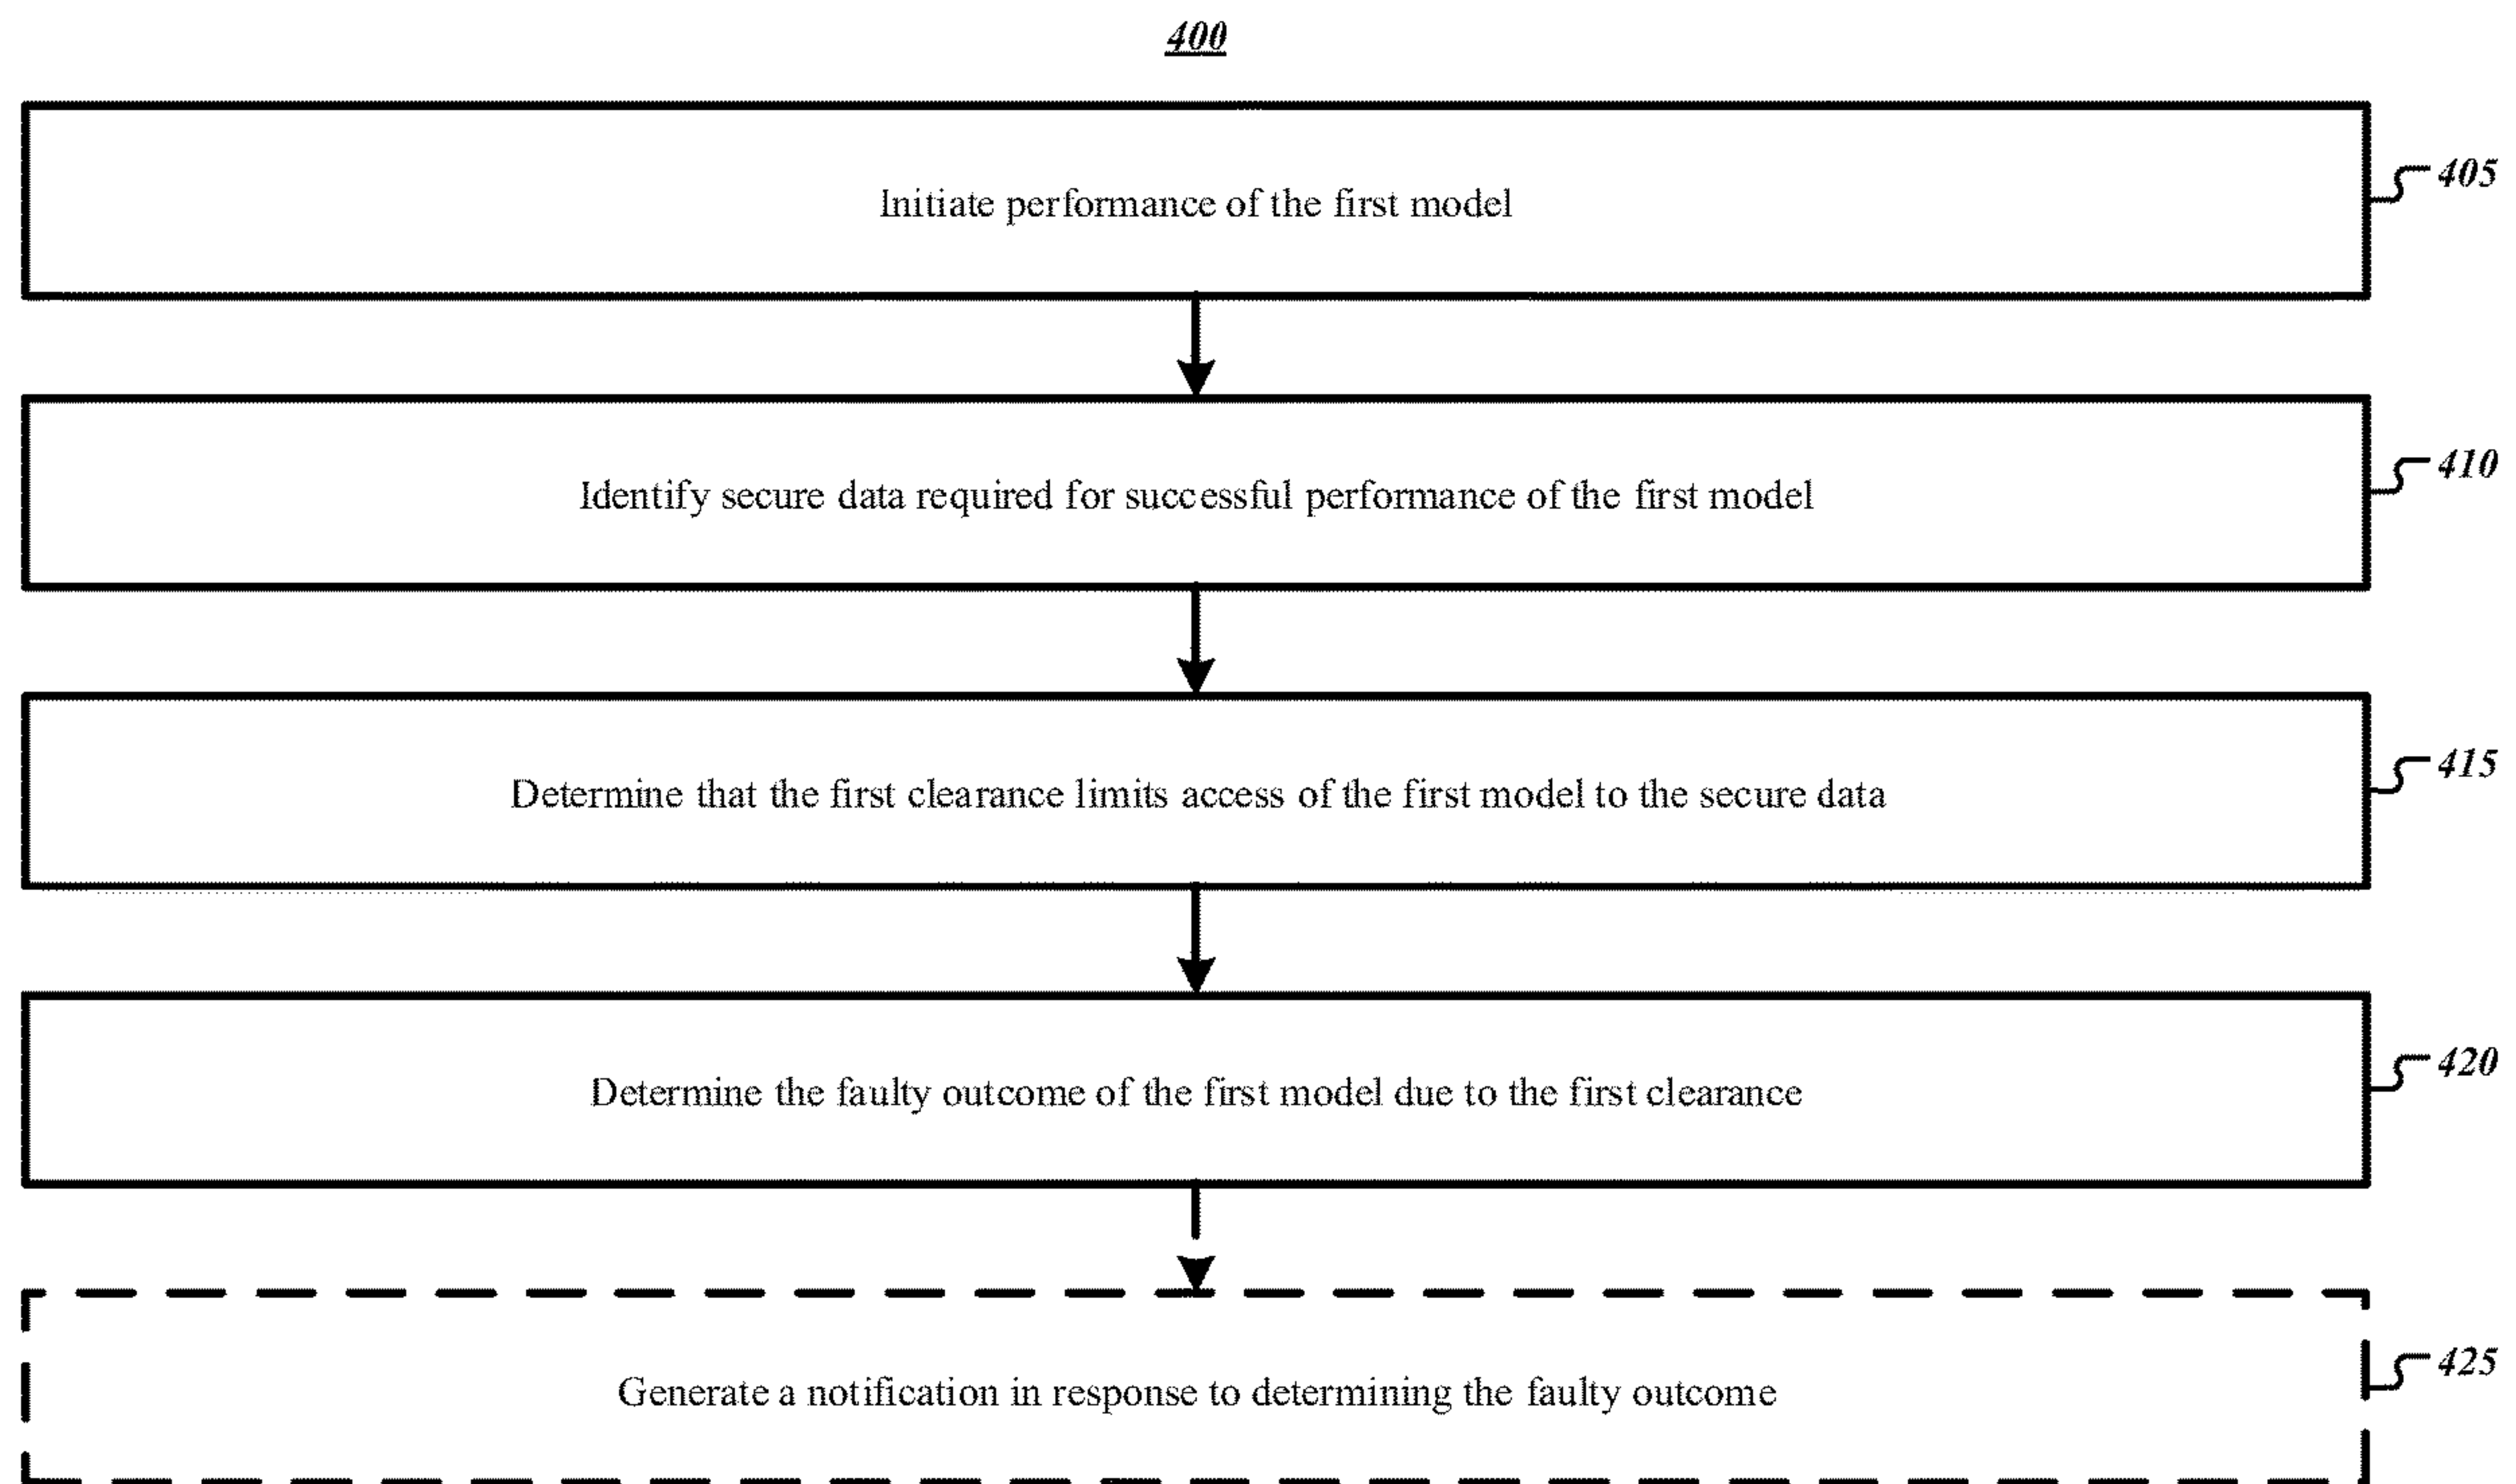 400
Initiate performance of the first model
405
Identify secure data required for successful performance of the first model
410
Determine that the first clearance limits access of the first model to the secure data
415
Determine the faulty outcome of the first model due to the first clearance
420
Generate a notification in response to determining the faulty outcome
425